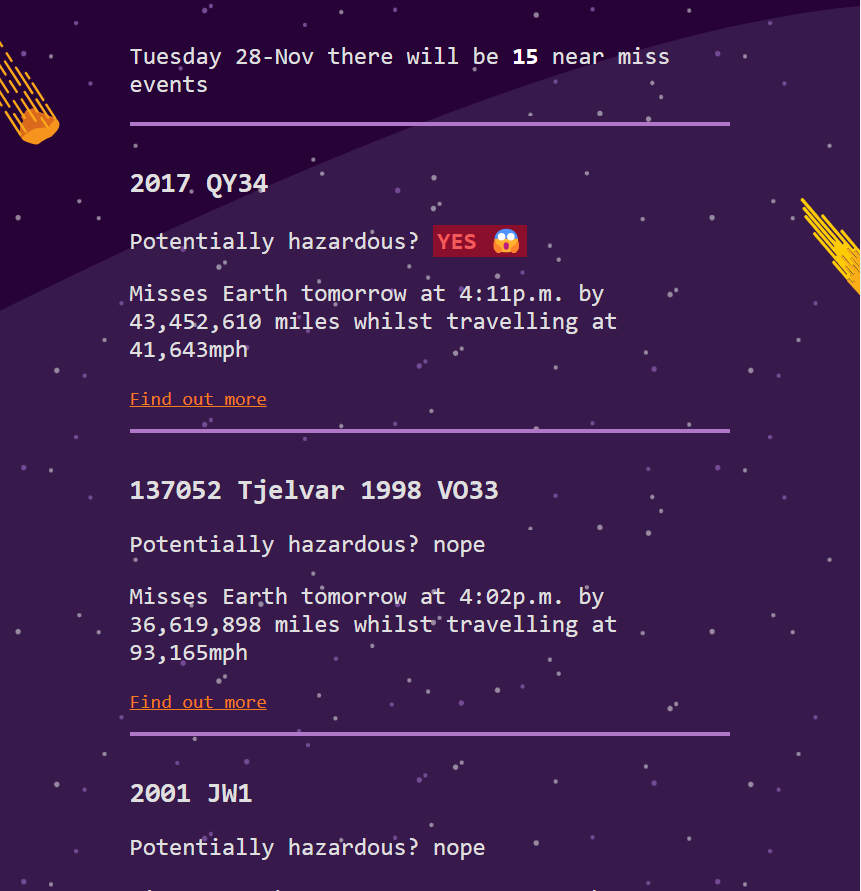 Tuesday 28-Nov there will be 15 near miss
events
2017 QY34
Potentially hazardous? YES 😱
Misses Earth tomorrow at 4:11p.m. by
43,452,610 miles whilst travelling at
41,643mph
Find out more
137052 Tjelvar 1998 VO33
Potentially hazardous? nope
Misses Earth tomorrow at 4:02p.m. by
36,619,898 miles whilst travelling at
93,165mph
Find out more
2001 JW1
Potentially hazardous? nope